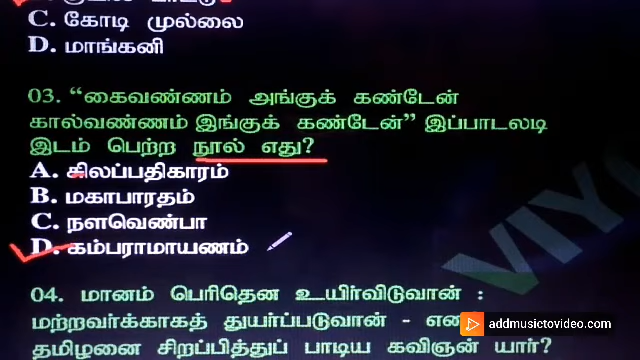 C. கோடி முல்லை
D. மாங்கனி
03. “கைவண்ணம் அங்குக் கண்டேன்
கால்வண்ணம் இங்குக் கண்டேன்” இப்பாடலடி
இடம் பெற்ற நூல் எது?
A. சிலப்பதிகாரம்
B. மகாபாரதம்
C. நளவெண்பா
D. கம்பராமாயணம்
VIYO
04. மானம் பெரிதென உயிர்விடுவான் :
மற்றவர்க்காகத் துயர்ப்படுவான் -
addmusictovideo.com
தமிழனை சிறப்பித்துப் பாடிய கவிஞன் யார்?